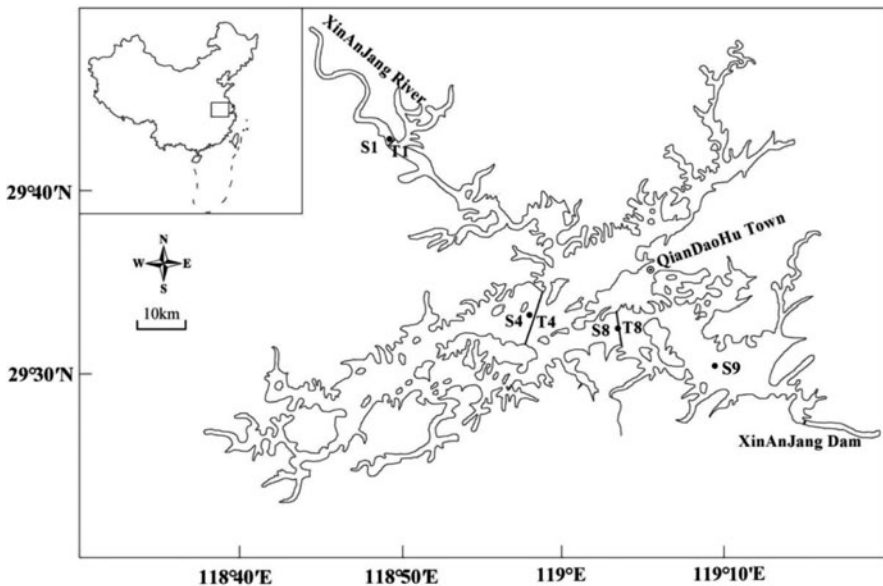 XinAnJang River
S1
T1
29°40′N
QianDaoHu Town
N
W E
S
10km
S4 T4
S8 T8
29°30′N
S9
XinAnJang Dam
118°40′E
118°50′E
119°E
119°10′E